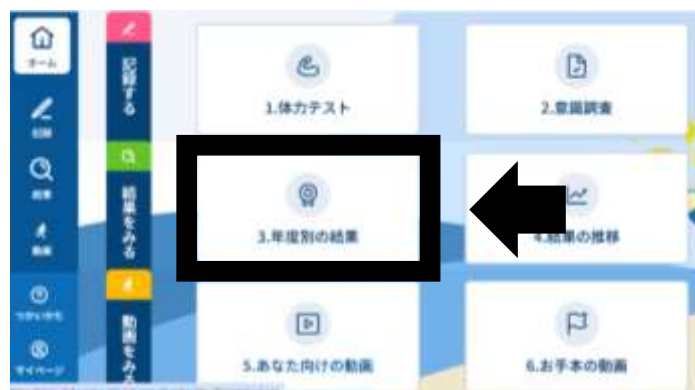 ホーム
記録
結果
動画
つかいかた
マイページ
記録する
結果をみる
動画をみる
1.体力テスト
2.意識調査
3.年度別の結果
4.結果の推移
5.あなた向けの動画
6.お手本の動画